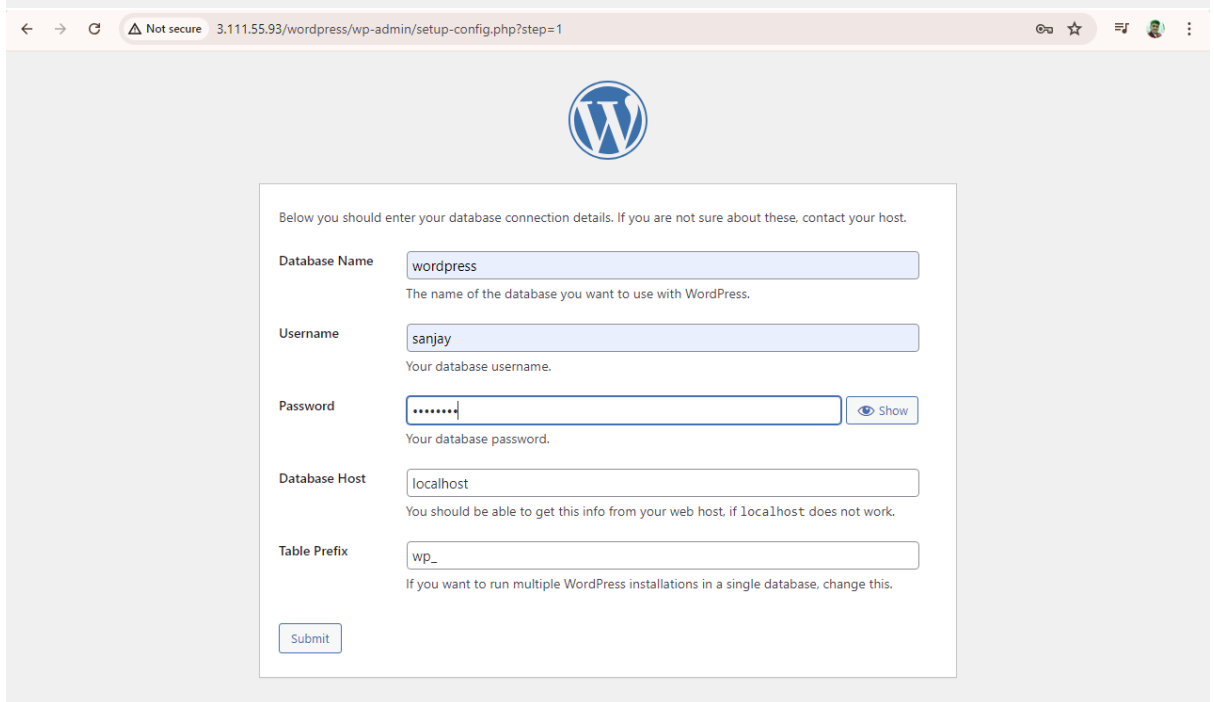 Not secure 3.111.55.93/wordpress/wp-admin/setup-config.php?step=1
Below you should enter your database connection details. If you are not sure about these, contact your host.
Database Name
wordpress
The name of the database you want to use with WordPress.
Username
sanjay
Your database username.
Password
••••••••
Show
Your database password.
Database Host
localhost
You should be able to get this info from your web host, if localhost does not work.
Table Prefix
wp_
If you want to run multiple WordPress installations in a single database, change this.
Submit